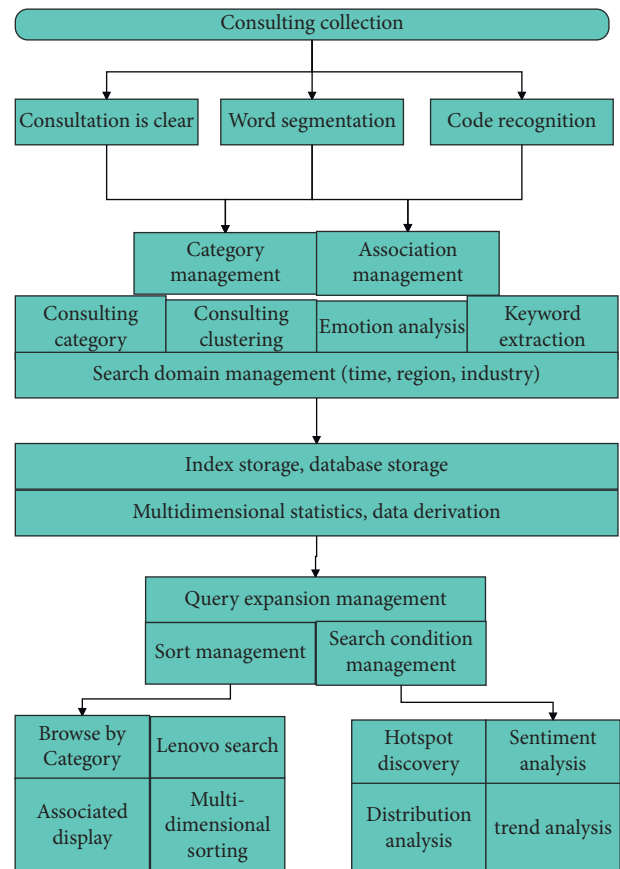 Consulting collection
Consultation is clear
Word segmentation
Code recognition
Category
management
Association
management
Consulting
category
Consulting
clustering
Emotion analysis
Keyword
extraction
Search domain management (time, region, industry)
Index storage, database storage
Multidimensional statistics, data derivation
Query expansion management
Sort management
Search condition
management
Browse by
Category
Lenovo search
Hotspot
discovery
Sentiment
analysis
Associated
display
Multi-
dimensional
sorting
Distribution
analysis
trend analysis